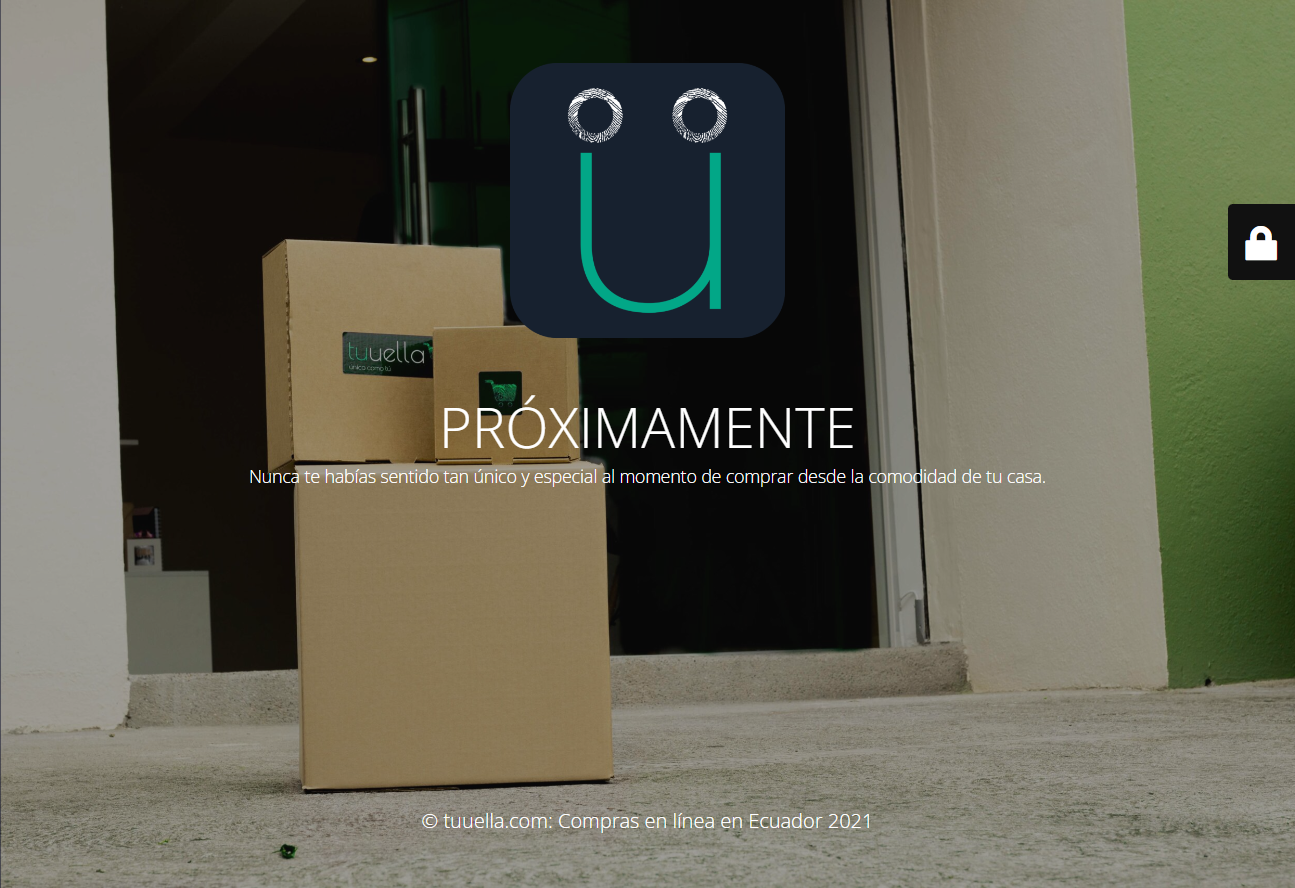 ü
tuuella
único como tú
PRÓXIMAMENTE
Nunca te habías sentido tan único y especial al momento de comprar desde la comodidad de tu casa.
© tuuella.com: Compras en línea en Ecuador 2021